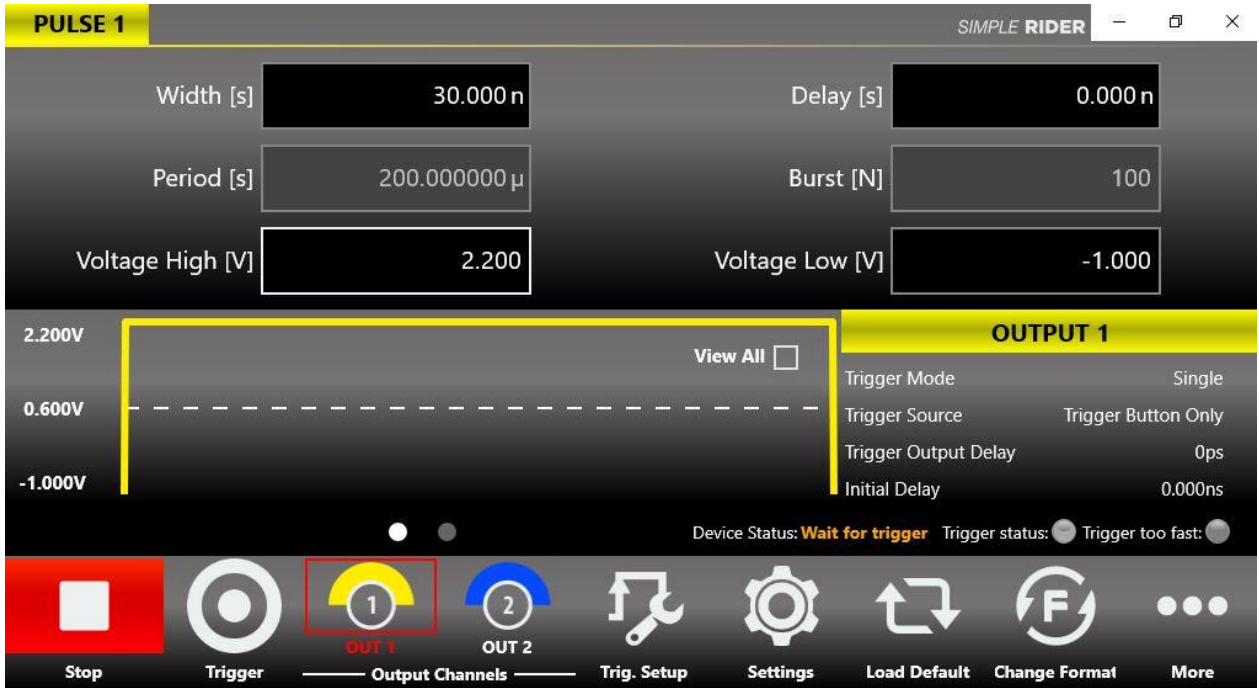 PULSE 1
SIMPLE RIDER
Width [s] 30.000 n Delay [s] 0.000 n
Period [s] 200.000000 µ Burst [N] 100
Voltage High [V] 2.200 Voltage Low [V] -1.000
2.200V
0.600V
-1.000V
View All
OUTPUT 1
Trigger Mode Single
Trigger Source Trigger Button Only
Trigger Output Delay 0ps
Initial Delay 0.000ns
Device Status: Wait for trigger Trigger status: Trigger too fast:
1 2 F
OUT 1 OUT 2
Stop Trigger Output Channels Trig. Setup Settings Load Default Change Format More